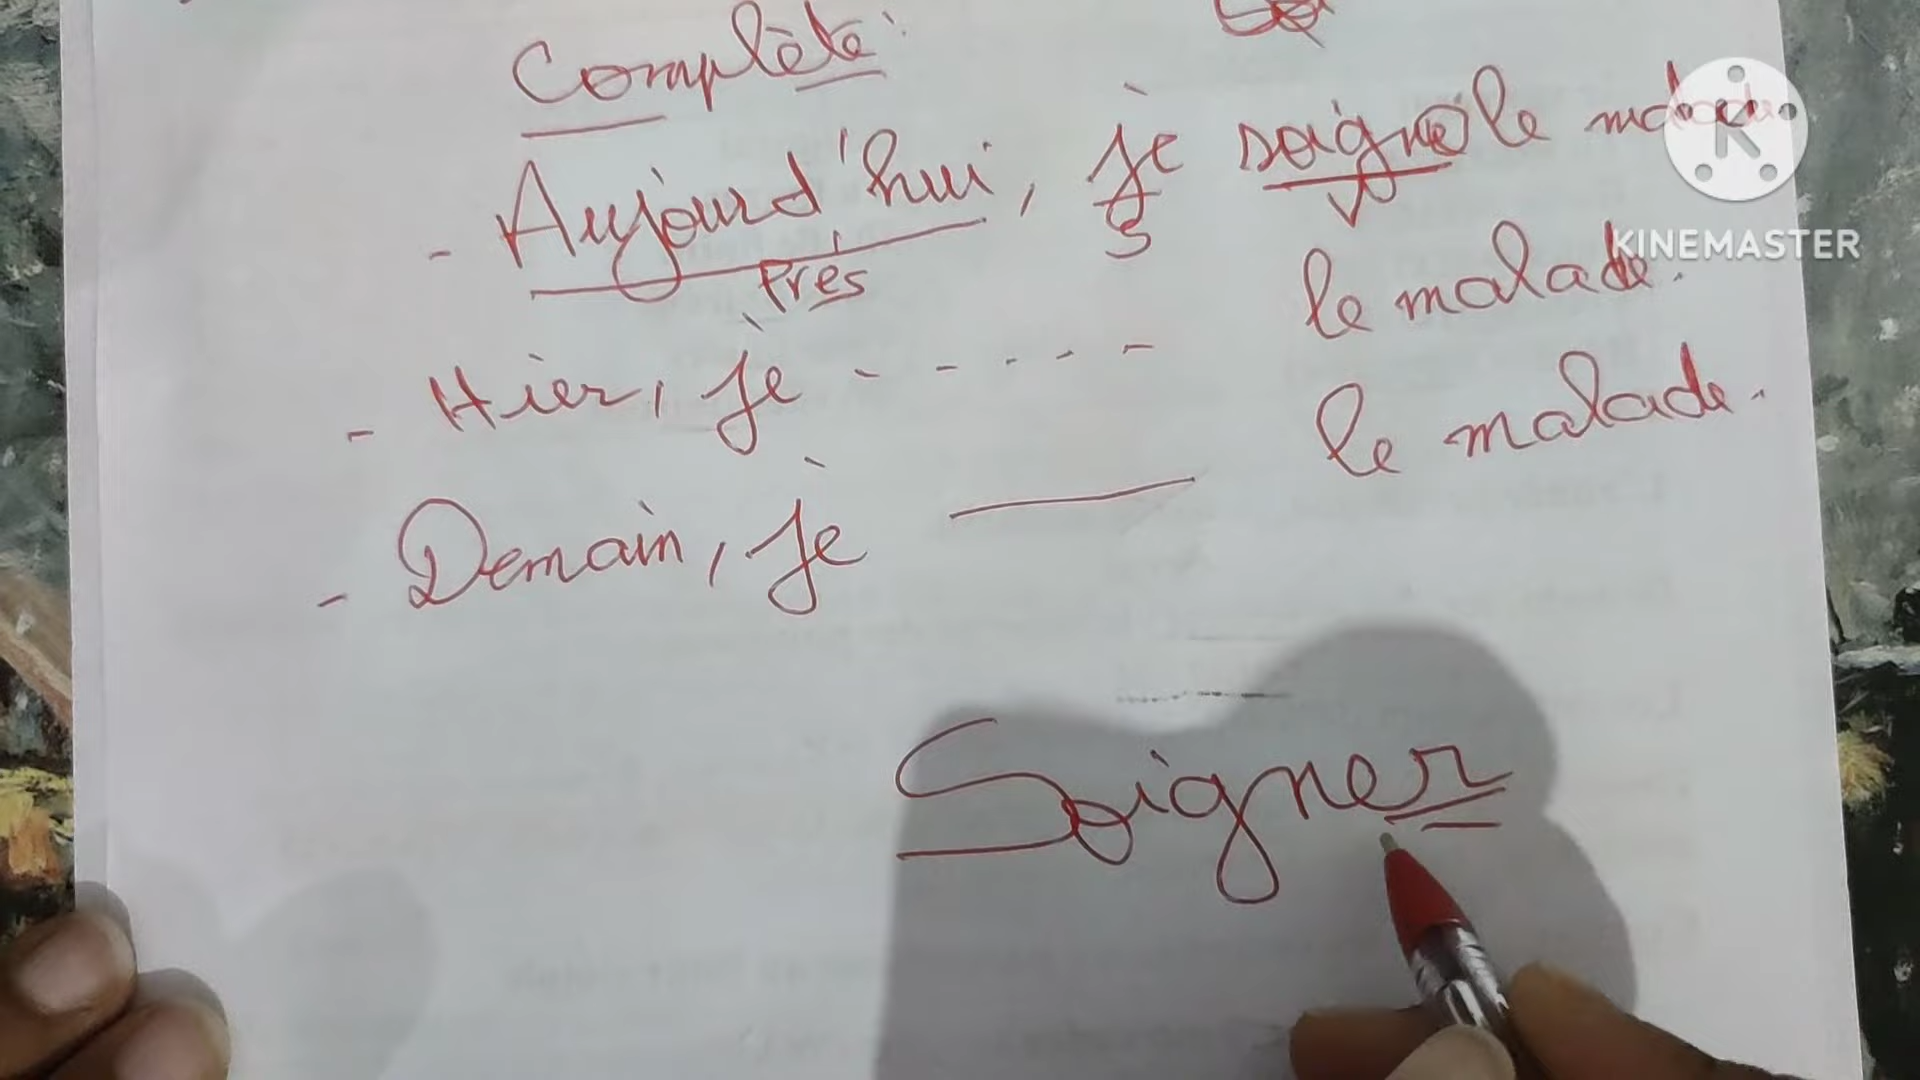 Complète:
- Aujourd'hui, je soigne le malade
Prés
S
V
- Hier, je - - - - - le malade.
- Demain, je ____ le malade.
Soigner
K
KINEMASTER